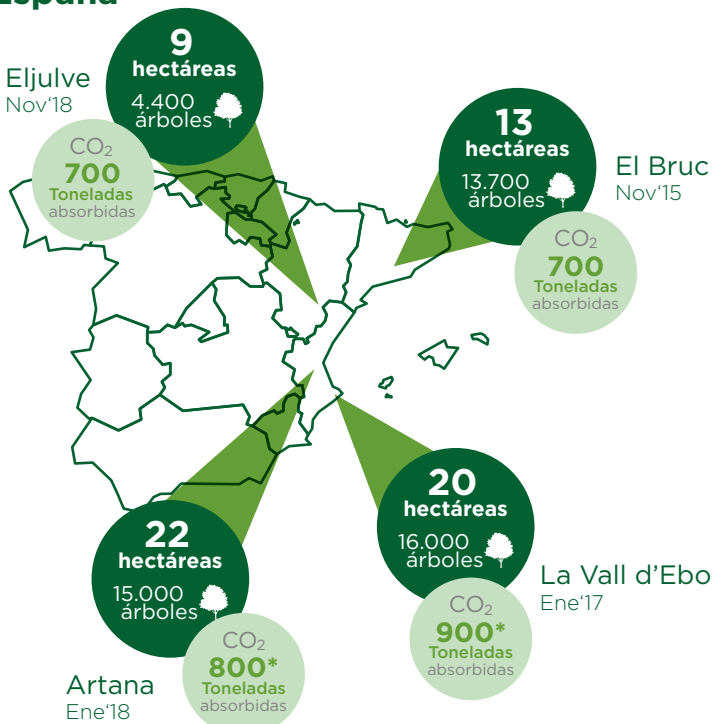 España
Eljulve
Nov‘18
9
hectáreas
4.400
árboles
CO₂
700
Toneladas
absorbidas
13
hectáreas
13.700
árboles
El Bruc
Nov‘15
CO₂
700
Toneladas
absorbidas
22
hectáreas
15.000
árboles
Artana
Ene‘18
CO₂
800*
Toneladas
absorbidas
20
hectáreas
16.000
árboles
La Vall d’Ebo
Ene‘17
CO₂
900*
Toneladas
absorbidas